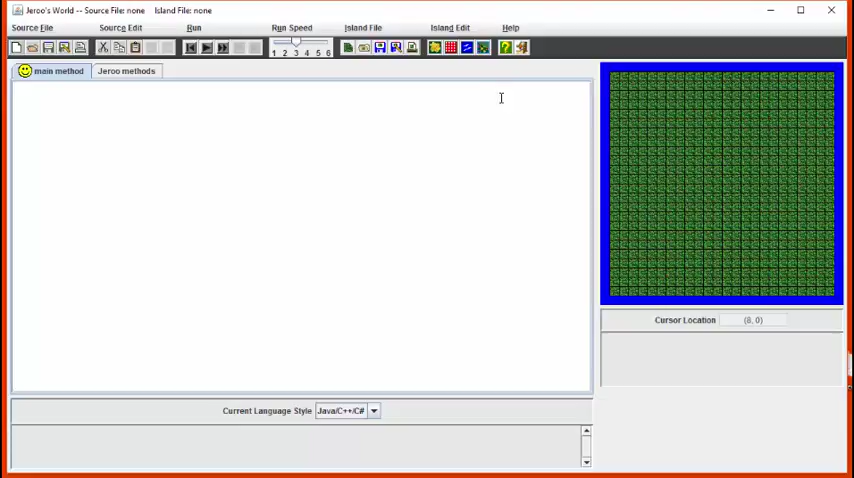 Jeroo's World -- Source File: none    Island File: none
Source File Source Edit Run Run Speed Island File Island Edit Help
1 2 3 4 5 6
main method Jeroo methods
Cursor Location (8, 0)
Current Language Style Java/C++/C#